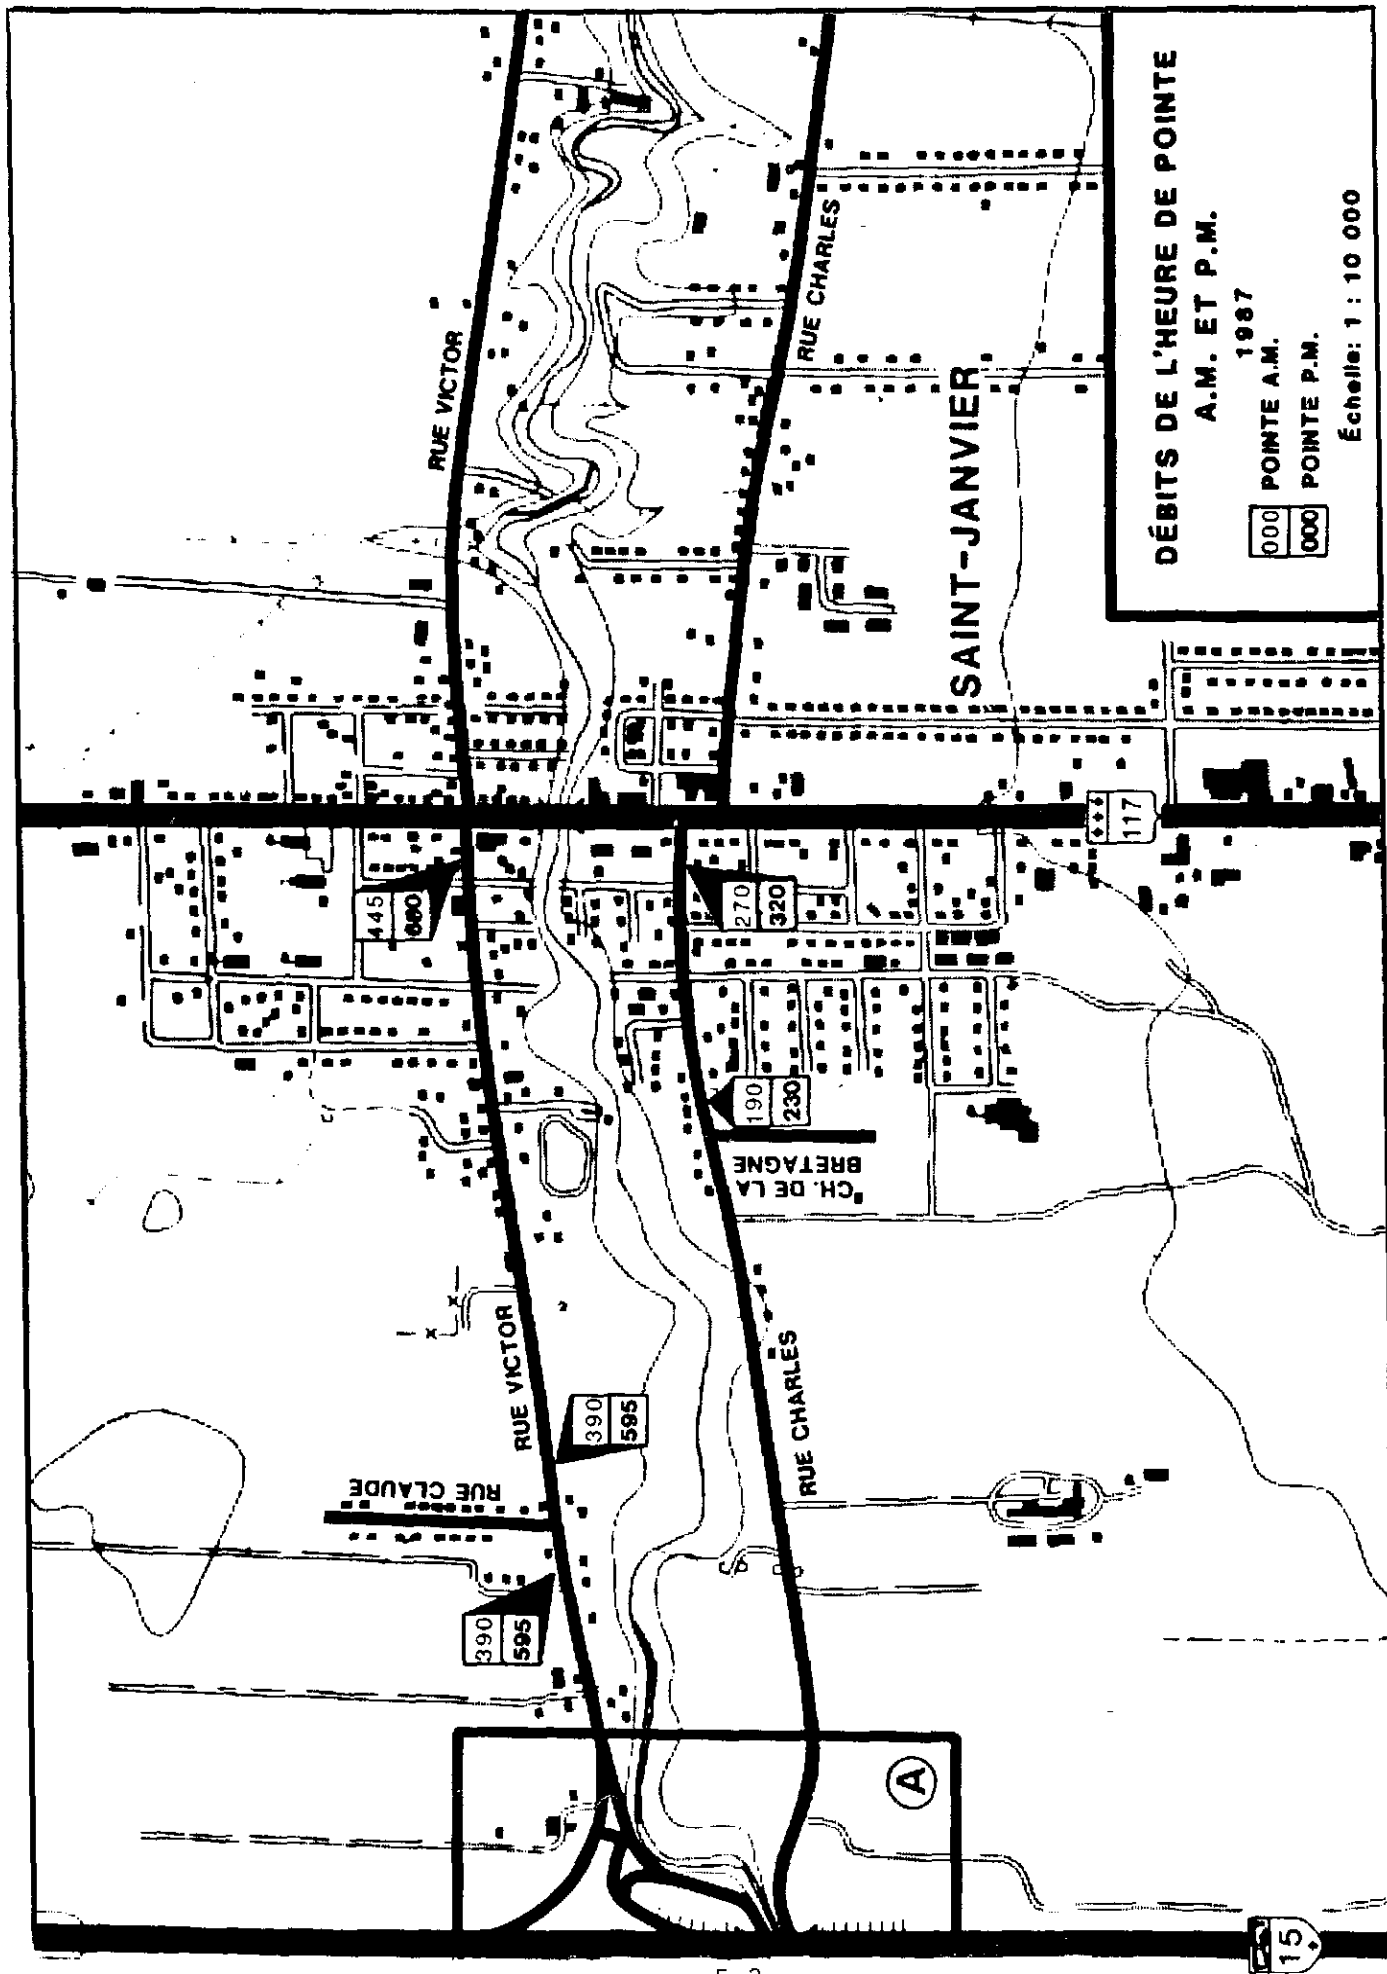 RUE VICTOR
RUE CHARLES
SAINT-JANVIER
117
445
270
320
190
230
CH. DE LA
BRETAGNE
RUE VICTOR
RUE CHARLES
390
595
RUE CLAUDE
390
595
A
15
DÉBITS DE L'HEURE DE POINTE
A.M. ET P.M.
1987
000 POINTE A.M.
000 POINTE P.M.
Échelle: 1 : 10 000